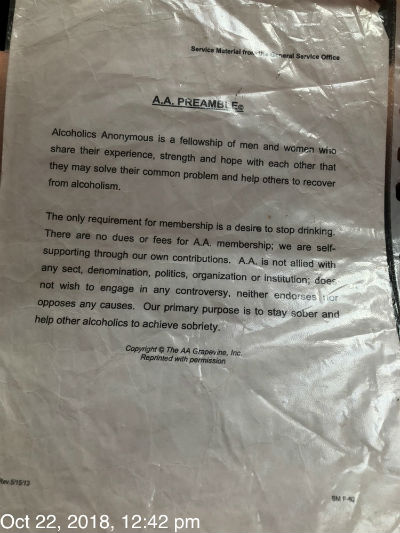 Service Material from the General Service Office
A.A. PREAMBLE©
Alcoholics Anonymous is a fellowship of men and women who
share their experience, strength and hope with each other that
they may solve their common problem and help others to recover
from alcoholism.
The only requirement for membership is a desire to stop drinking.
There are no dues or fees for A.A. membership; we are self-
supporting through our own contributions. A.A. is not allied with
any sect, denomination, politics, organization or institution; does
not wish to engage in any controversy, neither endorses nor
opposes any causes. Our primary purpose is to stay sober and
help other alcoholics to achieve sobriety.
Copyright © The AA Grapevine, Inc.
Reprinted with permission
Rev.5/15/13
Oct 22, 2018, 12:42 pm